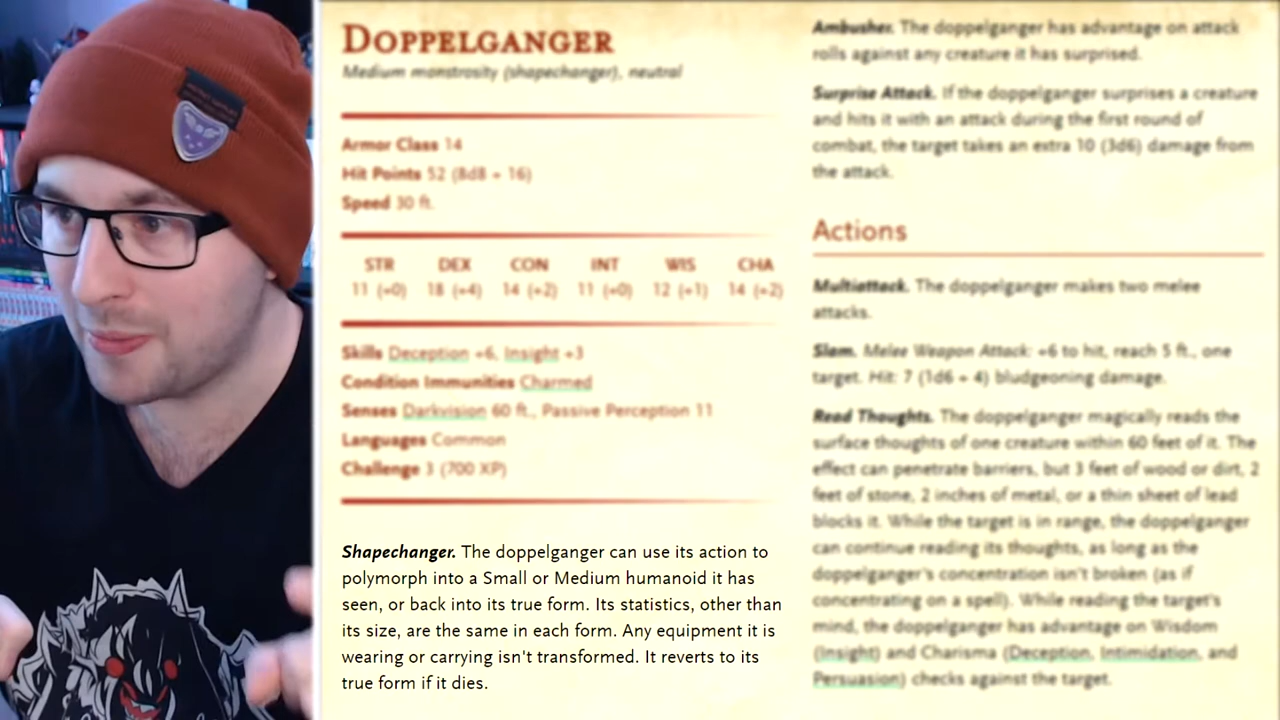 DOPPELGANGER
Medium monstrosity (shapechanger), neutral
Armor Class 14
Hit Points 52 (8d8 + 16)
Speed 30 ft.
STR DEX CON INT WIS CHA
11 (+0) 18 (+4) 14 (+2) 11 (+0) 12 (+1) 14 (+2)
Skills Deception +6, Insight +3
Condition Immunities Charmed
Senses Darkvision 60 ft., Passive Perception 11
Languages Common
Challenge 3 (700 XP)
Shapechanger. The doppelganger can use its action to
polymorph into a Small or Medium humanoid it has
seen, or back into its true form. Its statistics, other than
its size, are the same in each form. Any equipment it is
wearing or carrying isn't transformed. It reverts to its
true form if it dies.
Ambusher. The doppelganger has advantage on attack
rolls against any creature it has surprised.
Surprise Attack. If the doppelganger surprises a creature
and hits it with an attack during the first round of
combat, the target takes an extra 10 (3d6) damage from
the attack.
Actions
Multiattack. The doppelganger makes two melee
attacks.
Slam. Melee Weapon Attack: +6 to hit, reach 5 ft., one
target. Hit: 7 (1d6 + 4) bludgeoning damage.
Read Thoughts. The doppelganger magically reads the
surface thoughts of one creature within 60 feet of it. The
effect can penetrate barriers, but 3 feet of wood or dirt, 2
feet of stone, 2 inches of metal, or a thin sheet of lead
blocks it. While the target is in range, the doppelganger
can continue reading its thoughts, as long as the
doppelganger's concentration isn't broken (as if
concentrating on a spell). While reading the target's
mind, the doppelganger has advantage on Wisdom
(Insight) and Charisma (Deception, Intimidation, and
Persuasion) checks against the target.